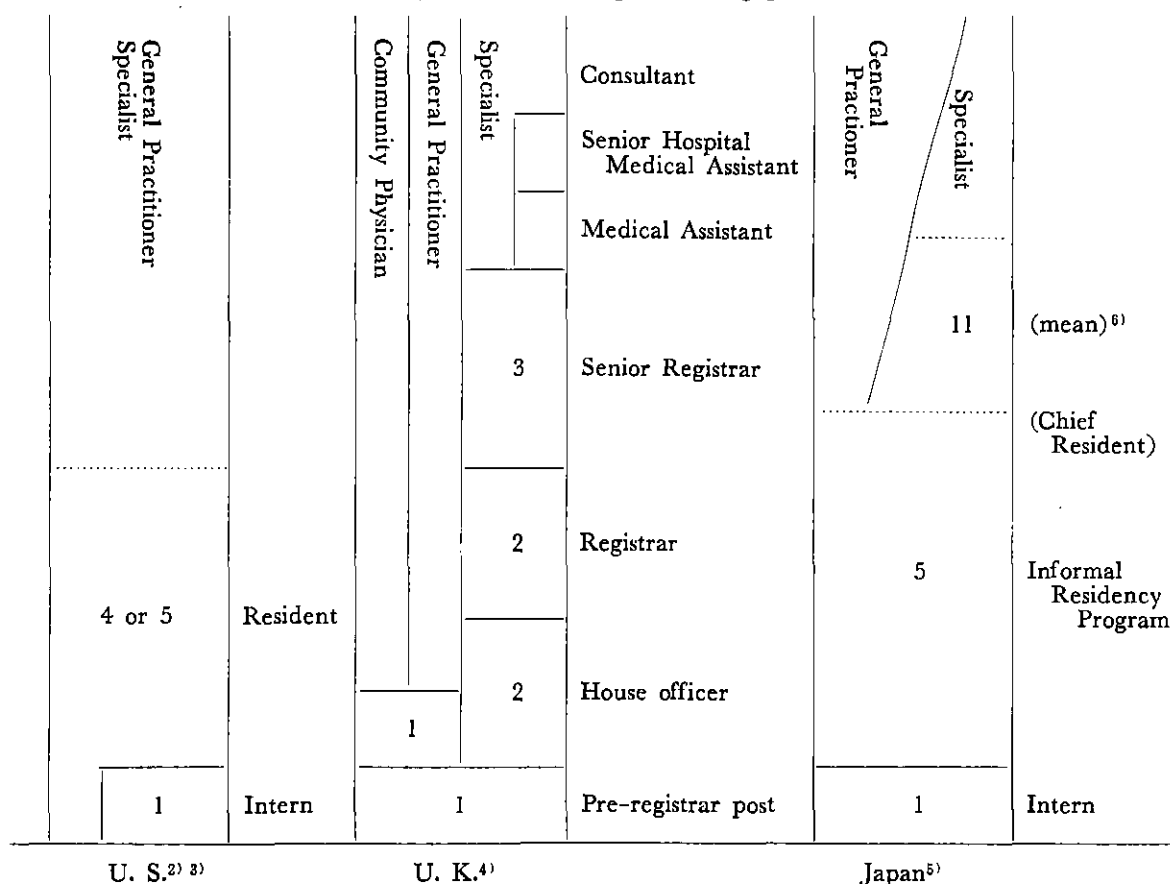 General Practitioner
Specialist
4 or 5
Resident
1
Intern
U. S.²⁾ ³⁾
Community Physician
General Practitioner
Specialist
Consultant
Senior Hospital
Medical Assistant
Medical Assistant
3
Senior Registrar
2
Registrar
2
House officer
1
1
Pre-registrar post
U. K.⁴⁾
General
Practioner
Specialist
11
(mean)⁶⁾
(Chief
Resident)
5
Informal
Residency
Program
1
Intern
Japan⁵⁾